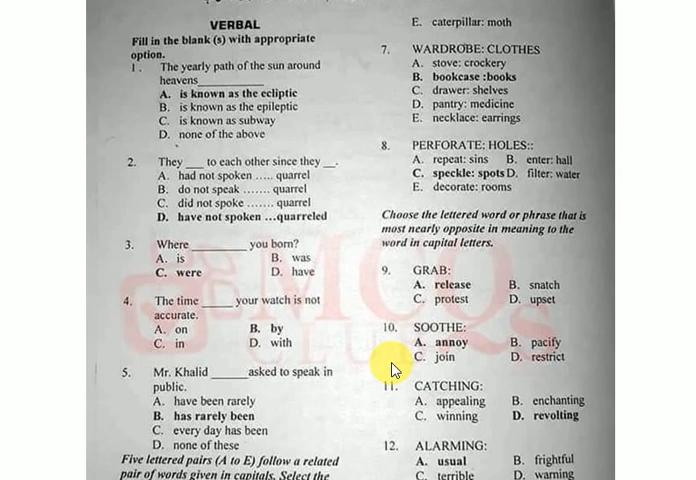 VERBAL
Fill in the blank (s) with appropriate
option.
1. The yearly path of the sun around
heavens____________
A. is known as the ecliptic
B. is known as the epileptic
C. is known as subway
D. none of the above
2. They ___ to each other since they __.
A. had not spoken ..... quarrel
B. do not speak ....... quarrel
C. did not spoke ....... quarrel
D. have not spoken ...quarreled
3. Where _________ you born?
A. is B. was
C. were D. have
4. The time _____ your watch is not
accurate.
A. on B. by
C. in D. with
5. Mr. Khalid ______asked to speak in
public.
A. have been rarely
B. has rarely been
C. every day has been
D. none of these
Five lettered pairs (A to E) follow a related
pair of words given in capitals. Select the
E. caterpillar: moth
7. WARDROBE: CLOTHES
A. stove: crockery
B. bookcase :books
C. drawer: shelves
D. pantry: medicine
E. necklace: earrings
8. PERFORATE: HOLES::
A. repeat: sins B. enter: hall
C. speckle: spots D. filter: water
E. decorate: rooms
Choose the lettered word or phrase that is
most nearly opposite in meaning to the
word in capital letters.
9. GRAB:
A. release B. snatch
C. protest D. upset
10. SOOTHE:
A. annoy B. pacify
C. join D. restrict
11. CATCHING:
A. appealing B. enchanting
C. winning D. revolting
12. ALARMING:
A. usual B. frightful
C. terrible D. warning
MCQs
CLUB